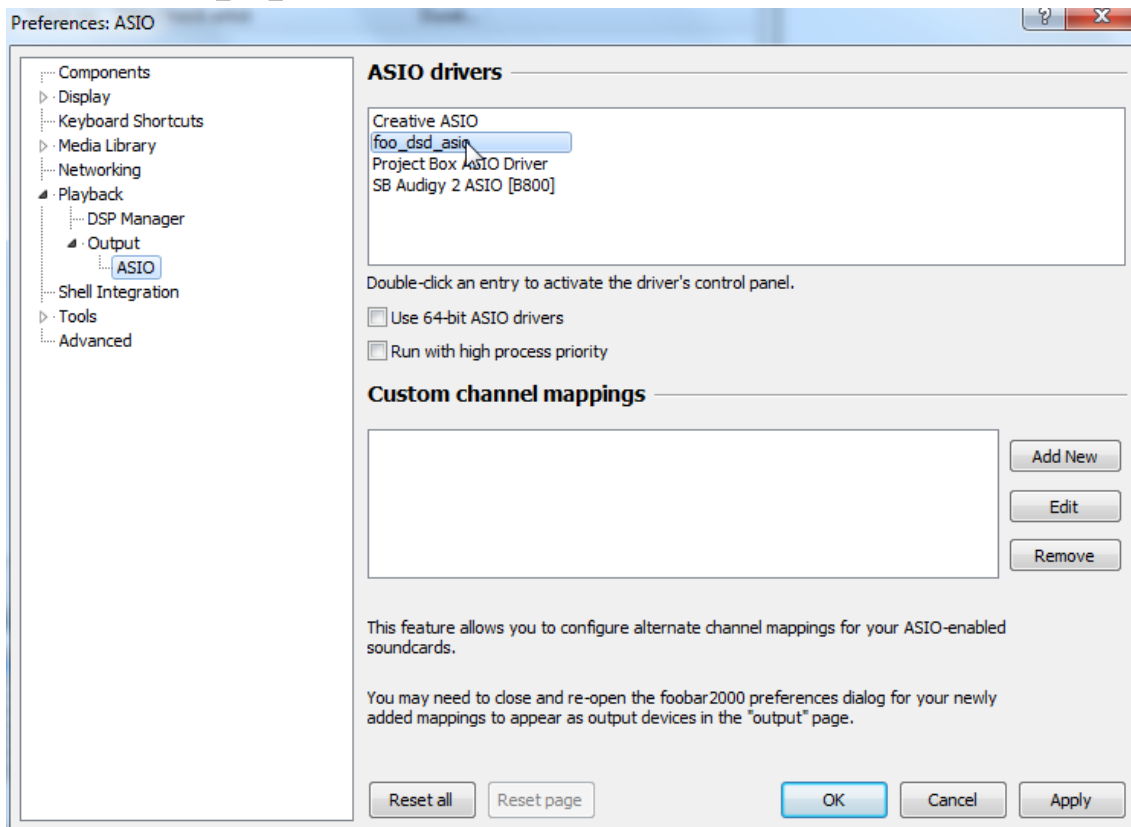 Preferences: ASIO
Components
Display
Keyboard Shortcuts
Media Library
Networking
Playback
DSP Manager
Output
ASIO
Shell Integration
Tools
Advanced
ASIO drivers
Creative ASIO
foo_dsd_asio
Project Box ASIO Driver
SB Audigy 2 ASIO [B800]
Double-click an entry to activate the driver's control panel.
Use 64-bit ASIO drivers
Run with high process priority
Custom channel mappings
Add New
Edit
Remove
This feature allows you to configure alternate channel mappings for your ASIO-enabled
soundcards.
You may need to close and re-open the foobar2000 preferences dialog for your newly
added mappings to appear as output devices in the "output" page.
Reset all
Reset page
OK
Cancel
Apply